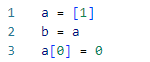 1 a = [1]
2 b = a
3 a[0] = 0